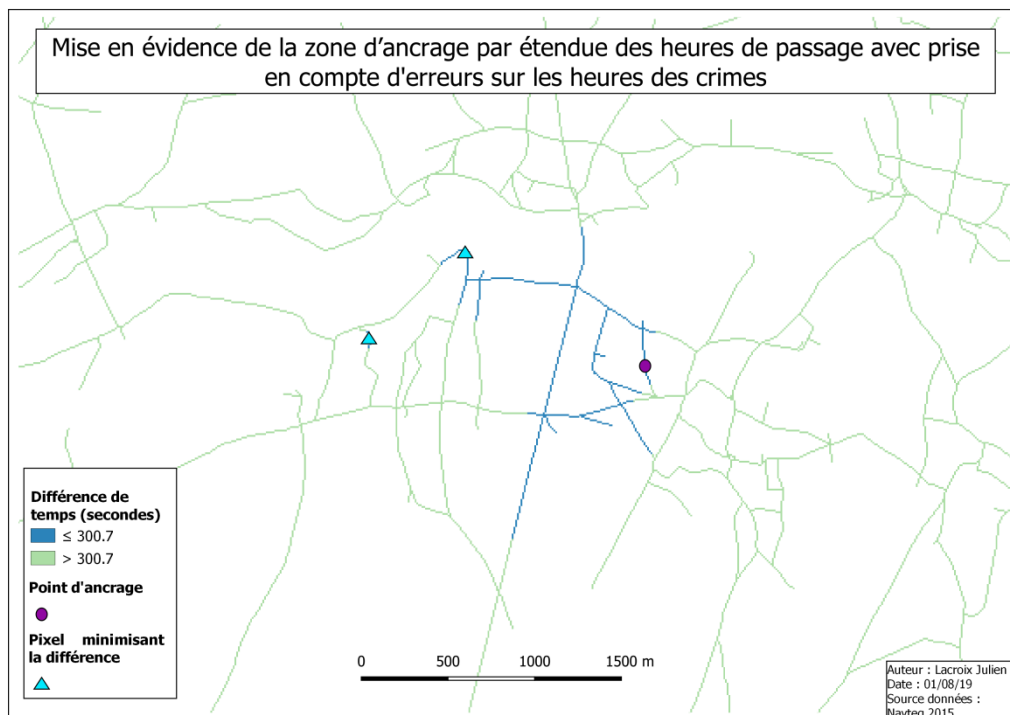 Mise en évidence de la zone d'ancrage par étendue des heures de passage avec prise
en compte d'erreurs sur les heures des crimes
Différence de
temps (secondes)
≤ 300.7
> 300.7
Point d'ancrage
Pixel minimisant
la différence
0 500 1000 1500 m
Auteur : Lacroix Julien
Date : 01/08/19
Source données :
Navteq 2015